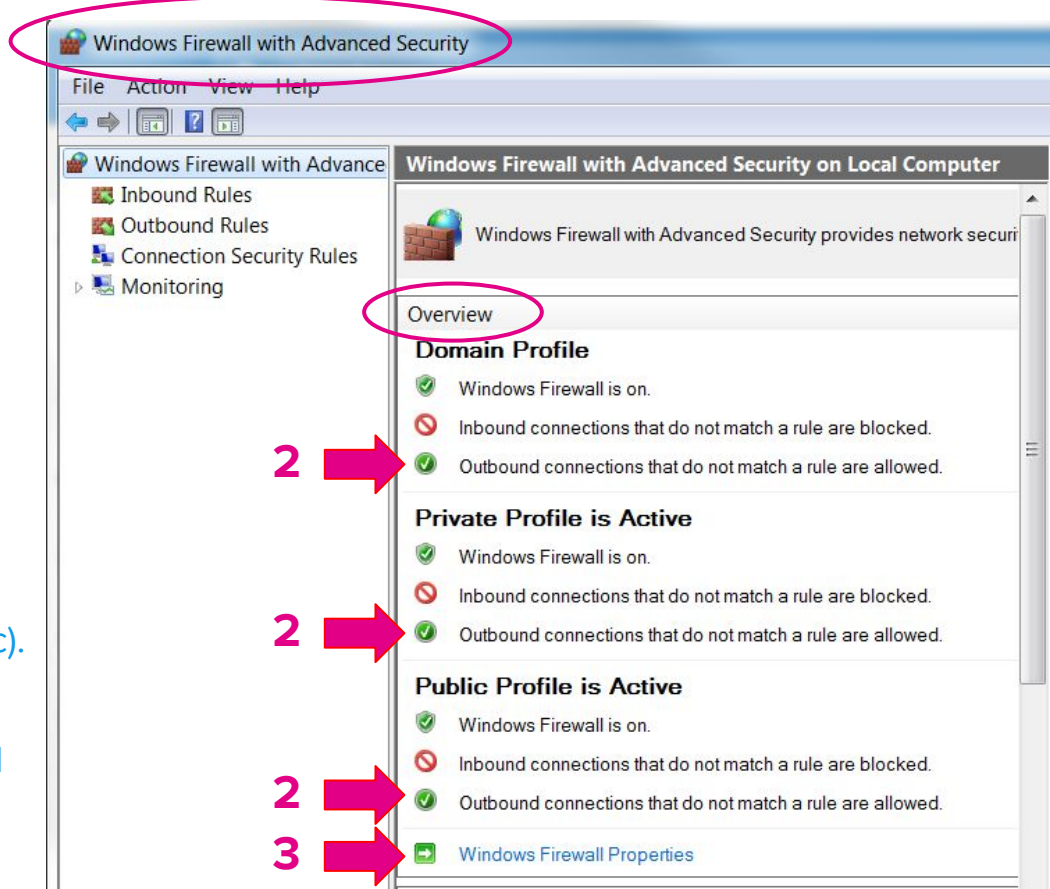 Windows Firewall with Advanced Security
File Action View Help
Windows Firewall with Advance
Inbound Rules
Outbound Rules
Connection Security Rules
Monitoring
Windows Firewall with Advanced Security on Local Computer
Windows Firewall with Advanced Security provides network securi
Overview
Domain Profile
Windows Firewall is on.
Inbound connections that do not match a rule are blocked.
2
Outbound connections that do not match a rule are allowed.
Private Profile is Active
Windows Firewall is on.
Inbound connections that do not match a rule are blocked.
c).
2
Outbound connections that do not match a rule are allowed.
Public Profile is Active
Windows Firewall is on.
Inbound connections that do not match a rule are blocked.
2
Outbound connections that do not match a rule are allowed.
3
Windows Firewall Properties